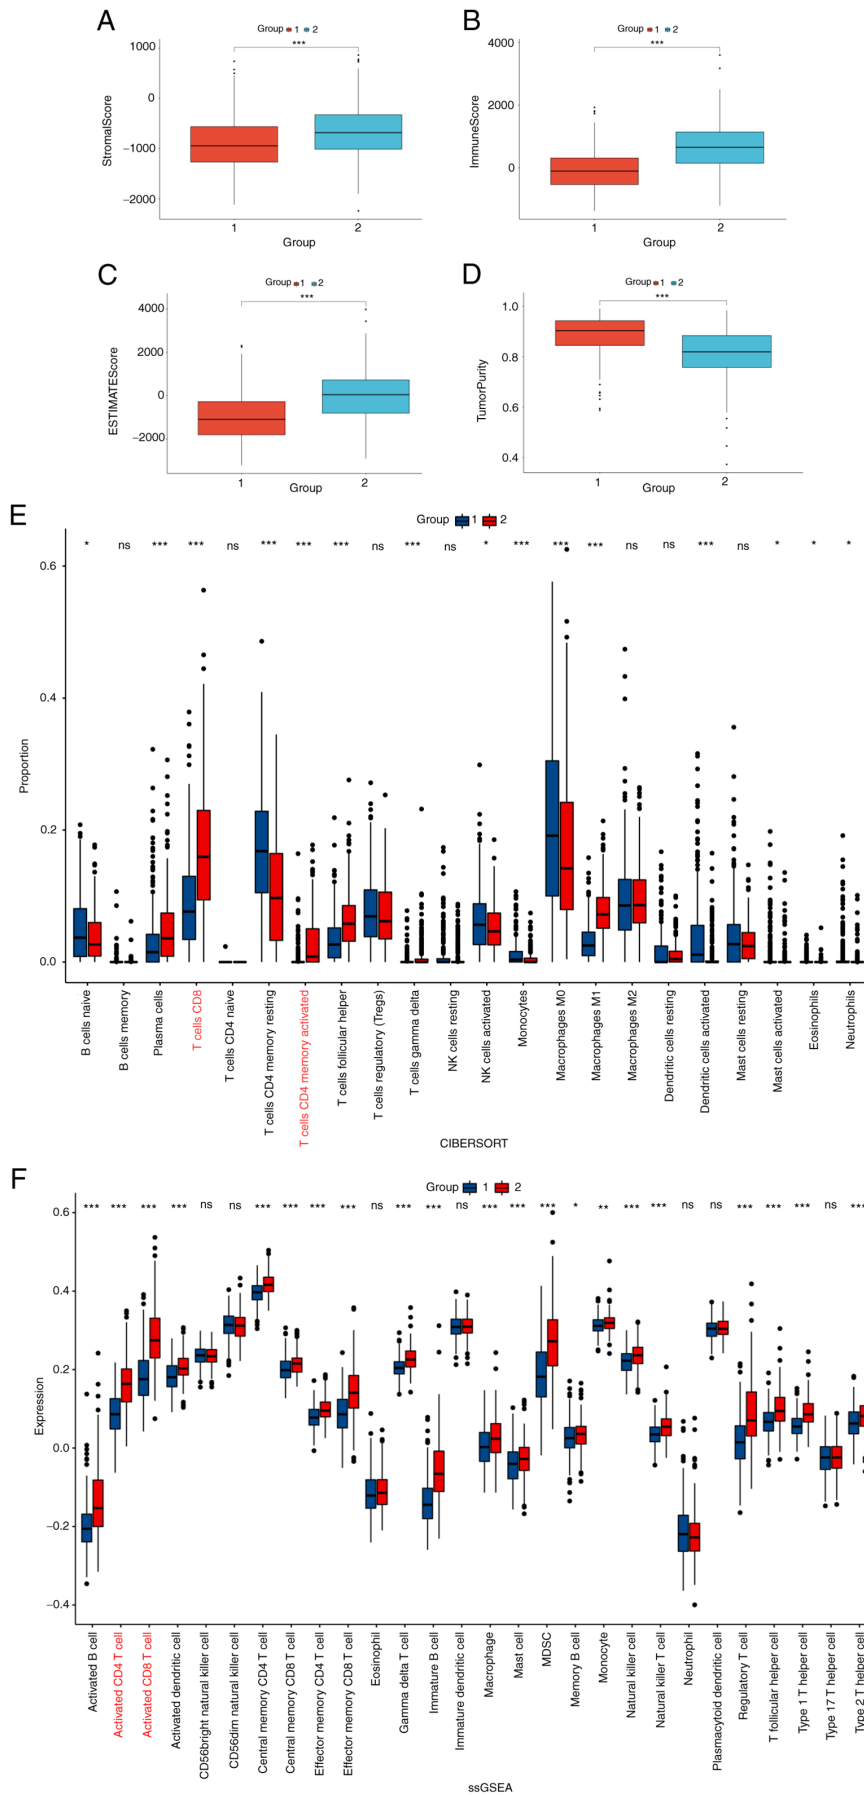 A
Group 1 2
***
1000
0
−1000
−2000
StromalScore
1
2
Group
B
Group 1 2
***
4000
2000
0
ImmuneScore
1
2
Group
C
Group 1 2
***
4000
2000
0
−2000
ESTIMATEScore
1
2
Group
D
Group 1 2
***
1.0
0.8
0.6
0.4
TumorPurity
1
2
Group
E
Group 1 2
* ns *** *** ns *** *** *** ns *** ns * *** *** *** ns ns *** ns * * *
0.6
0.4
0.2
0.0
Proportion
B cells naive
B cells memory
Plasma cells
T cells CD8
T cells CD4 naive
T cells CD4 memory resting
T cells CD4 memory activated
T cells follicular helper
T cells regulatory (Tregs)
T cells gamma delta
NK cells resting
NK cells activated
Monocytes
Macrophages M0
Macrophages M1
Macrophages M2
Dendritic cells resting
Dendritic cells activated
Mast cells resting
Mast cells activated
Eosinophils
Neutrophils
CIBERSORT
F
Group 1 2
*** *** *** *** ns ns *** *** *** *** ns *** *** ns *** *** *** * ** *** *** ns ns *** *** *** ns ***
0.6
0.4
0.2
0.0
−0.2
−0.4
Expression
Activated B cell
Activated CD4 T cell
Activated CD8 T cell
Activated dendritic cell
CD56bright natural killer cell
CD56dim natural killer cell
Central memory CD4 T cell
Central memory CD8 T cell
Effector memory CD4 T cell
Effector memory CD8 T cell
Eosinophil
Gamma delta T cell
Immature B cell
Immature dendritic cell
Macrophage
Mast cell
MDSC
Memory B cell
Monocyte
Natural killer cell
Natural killer T cell
Neutrophil
Plasmacytoid dendritic cell
Regulatory T cell
T follicular helper cell
Type 1 T helper cell
Type 17 T helper cell
Type 2 T helper cell
ssGSEA